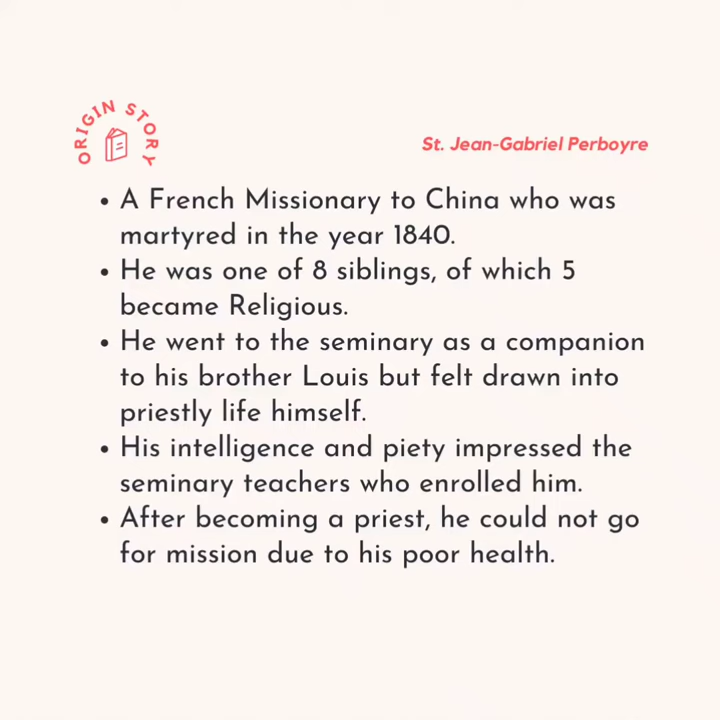 ORIGIN STORY
St. Jean-Gabriel Perboyre
• A French Missionary to China who was
martyred in the year 1840.
• He was one of 8 siblings, of which 5
became Religious.
• He went to the seminary as a companion
to his brother Louis but felt drawn into
priestly life himself.
• His intelligence and piety impressed the
seminary teachers who enrolled him.
• After becoming a priest, he could not go
for mission due to his poor health.